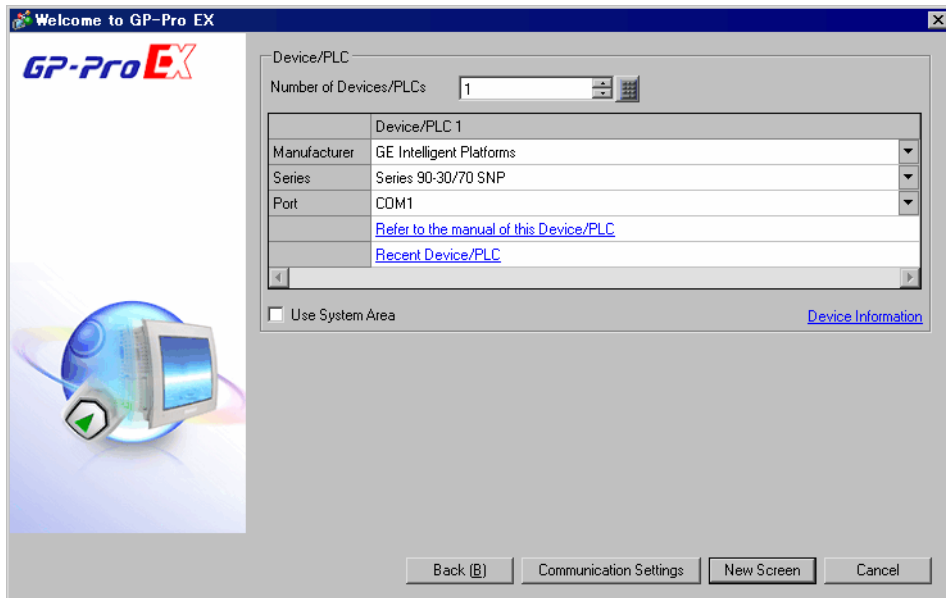 Welcome to GP-Pro EX
GP-Pro EX
Device/PLC
Number of Devices/PLCs 1
Device/PLC 1
Manufacturer GE Intelligent Platforms
Series Series 90-30/70 SNP
Port COM1
Refer to the manual of this Device/PLC
Recent Device/PLC
Use System Area Device Information
Back (B) Communication Settings New Screen Cancel